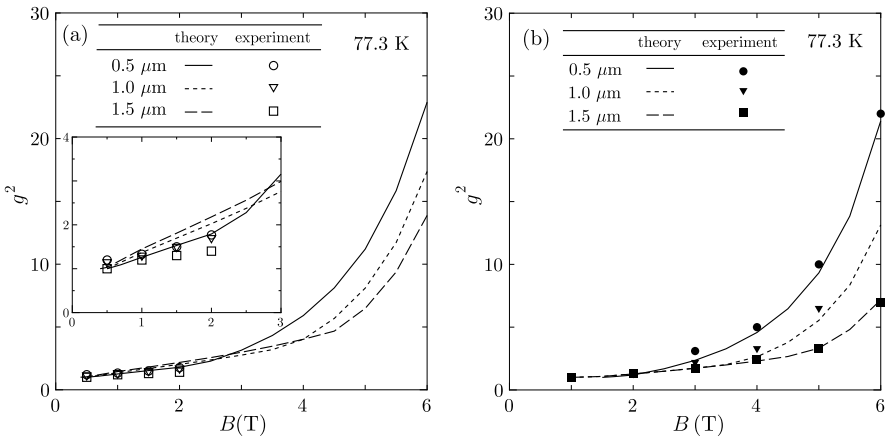 (a)
theory experiment
77.3 K
0.5 μm
1.0 μm
1.5 μm
30
20
10
0
g²
4
2
0
0 1 2 3
0 2 4 6
B(T)
(b)
theory experiment
77.3 K
0.5 μm
1.0 μm
1.5 μm
30
20
10
0
g²
0 2 4 6
B(T)